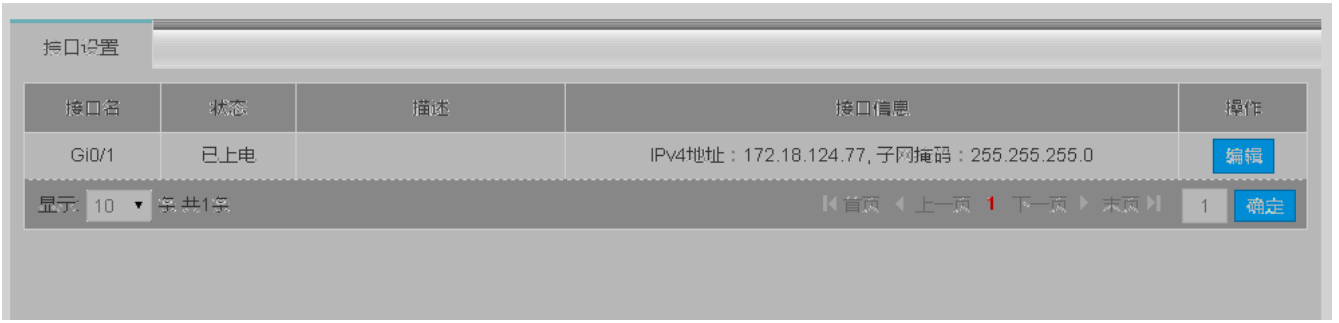 接口设置
接口名 状态 描述 接口信息 操作
Gi0/1 已上电 IPv4地址：172.18.124.77, 子网掩码：255.255.255.0 编辑
显示: 10 条 共1条 首页 上一页 1 下一页 末页 1 确定